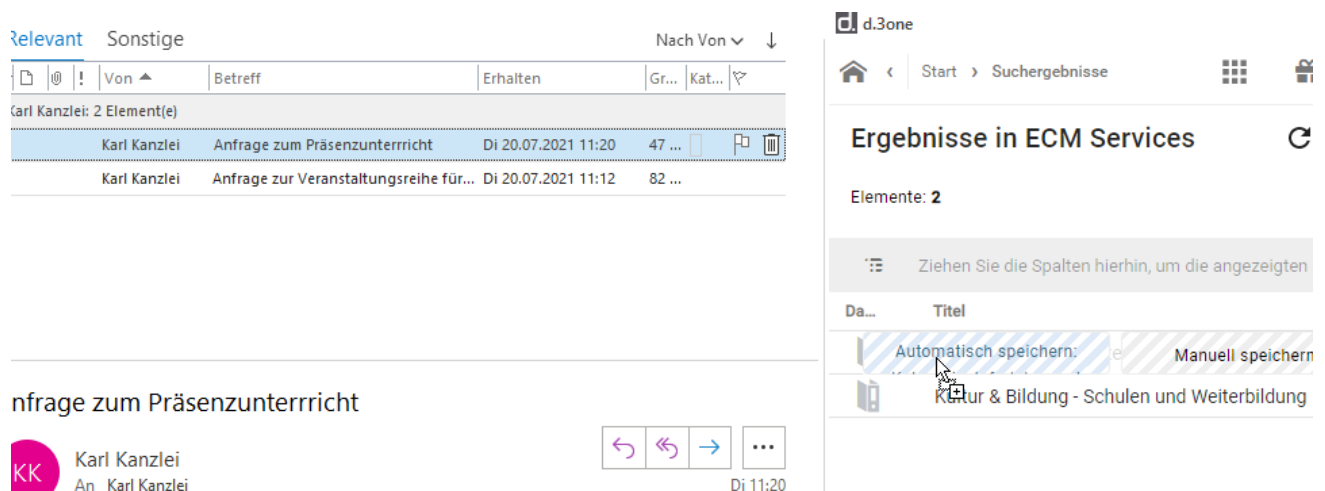 Relevant Sonstige Nach Von
! Von Betreff Erhalten Gr... Kat...
Karl Kanzlei: 2 Element(e)
Karl Kanzlei Anfrage zum Präsenzunterrricht Di 20.07.2021 11:20 47 ...
Karl Kanzlei Anfrage zur Veranstaltungsreihe für... Di 20.07.2021 11:12 82 ...
nfrage zum Präsenzunterrricht
KK
Karl Kanzlei
An Karl Kanzlei
Di 11:20
d. d.3one
Start Suchergebnisse
Ergebnisse in ECM Services
Elemente: 2
Ziehen Sie die Spalten hierhin, um die angezeigten
Da... Titel
Automatisch speichern: Manuell speichern
Kultur & Bildung - Schulen und Weiterbildung